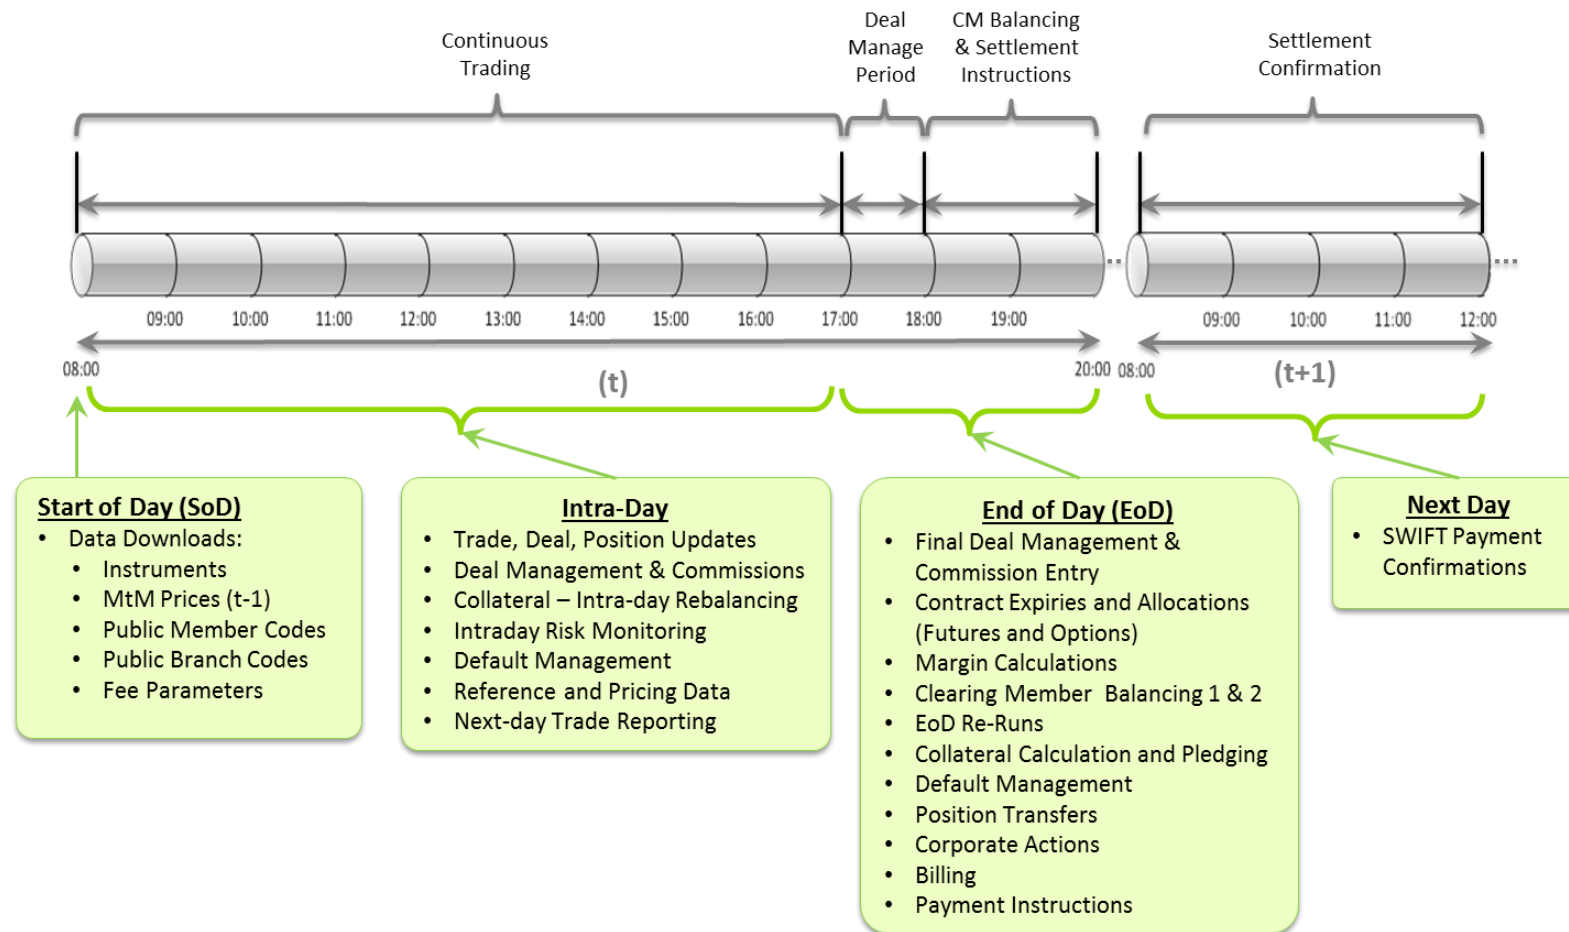 Continuous
Trading
Deal
Manage
Period
CM Balancing
& Settlement
Instructions
Settlement
Confirmation
09:00 10:00 11:00 12:00 13:00 14:00 15:00 16:00 17:00 18:00 19:00 09:00 10:00 11:00 12:00
08:00 (t) 20:00 08:00 (t+1)
Start of Day (SoD)
• Data Downloads:
• Instruments
• MtM Prices (t-1)
• Public Member Codes
• Public Branch Codes
• Fee Parameters
Intra-Day
• Trade, Deal, Position Updates
• Deal Management & Commissions
• Collateral – Intra-day Rebalancing
• Intraday Risk Monitoring
• Default Management
• Reference and Pricing Data
• Next-day Trade Reporting
End of Day (EoD)
• Final Deal Management &
Commission Entry
• Contract Expiries and Allocations
(Futures and Options)
• Margin Calculations
• Clearing Member Balancing 1 & 2
• EoD Re-Runs
• Collateral Calculation and Pledging
• Default Management
• Position Transfers
• Corporate Actions
• Billing
• Payment Instructions
Next Day
• SWIFT Payment
Confirmations